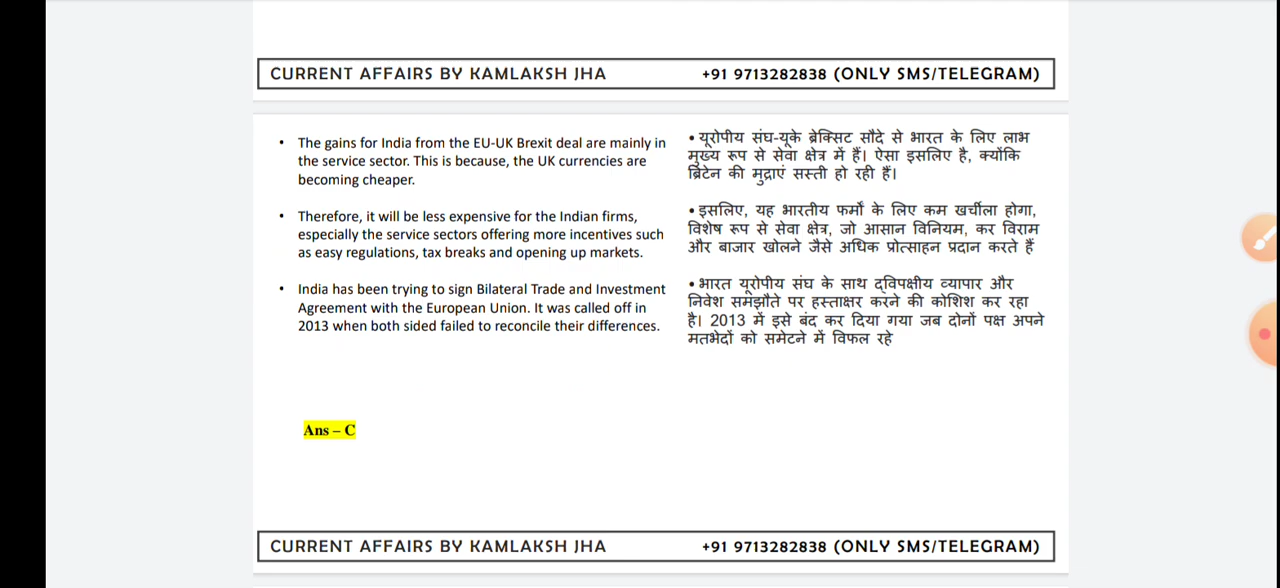 CURRENT AFFAIRS BY KAMLAKSH JHA +91 9713282838 (ONLY SMS/TELEGRAM)
• The gains for India from the EU-UK Brexit deal are mainly in
the service sector. This is because, the UK currencies are
becoming cheaper.
• Therefore, it will be less expensive for the Indian firms,
especially the service sectors offering more incentives such
as easy regulations, tax breaks and opening up markets.
• India has been trying to sign Bilateral Trade and Investment
Agreement with the European Union. It was called off in
2013 when both sided failed to reconcile their differences.
• यूरोपीय संघ-यूके ब्रेक्सिट सौदे से भारत के लिए लाभ
मुख्य रूप से सेवा क्षेत्र में हैं। ऐसा इसलिए है, क्योंकि
ब्रिटेन की मुद्राएं सस्ती हो रही हैं।
• इसलिए, यह भारतीय फर्मों के लिए कम खर्चीला होगा,
विशेष रूप से सेवा क्षेत्र, जो आसान विनियम, कर विराम
और बाजार खोलने जैसे अधिक प्रोत्साहन प्रदान करते हैं
• भारत यूरोपीय संघ के साथ द्विपक्षीय व्यापार और
निवेश समझौते पर हस्ताक्षर करने की कोशिश कर रहा
है। 2013 में इसे बंद कर दिया गया जब दोनों पक्ष अपने
मतभेदों को समेटने में विफल रहे
Ans – C
CURRENT AFFAIRS BY KAMLAKSH JHA +91 9713282838 (ONLY SMS/TELEGRAM)